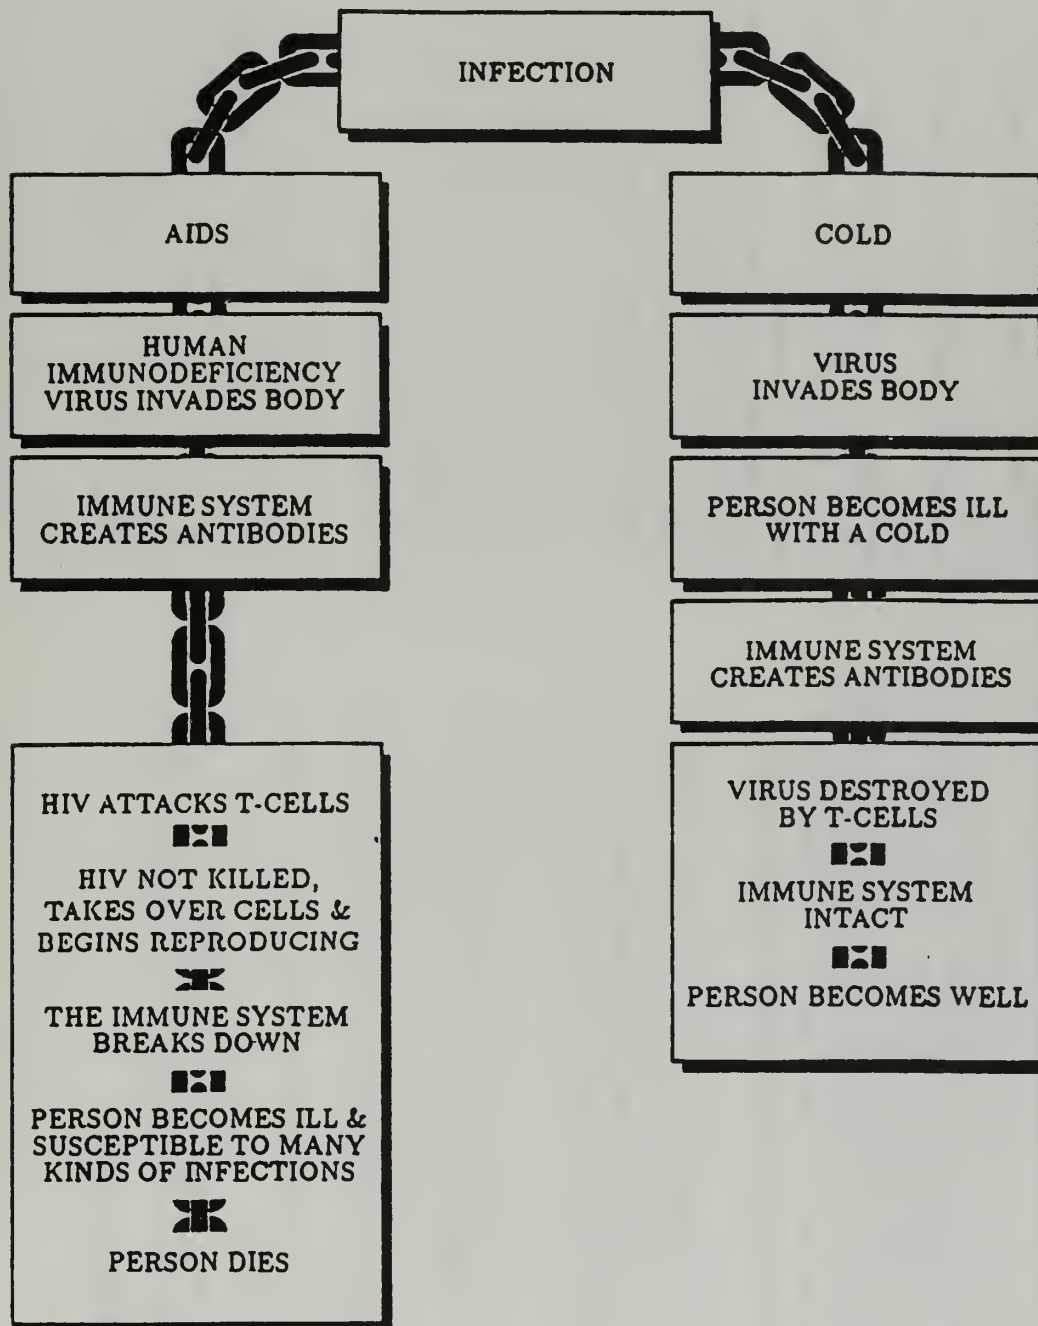 INFECTION
AIDS
HUMAN
IMMUNODEFICIENCY
VIRUS INVADES BODY
IMMUNE SYSTEM
CREATES ANTIBODIES
HIV ATTACKS T-CELLS
HIV NOT KILLED,
TAKES OVER CELLS &
BEGINS REPRODUCING
THE IMMUNE SYSTEM
BREAKS DOWN
PERSON BECOMES ILL &
SUSCEPTIBLE TO MANY
KINDS OF INFECTIONS
PERSON DIES
COLD
VIRUS
INVADES BODY
PERSON BECOMES ILL
WITH A COLD
IMMUNE SYSTEM
CREATES ANTIBODIES
VIRUS DESTROYED
BY T-CELLS
IMMUNE SYSTEM
INTACT
PERSON BECOMES WELL